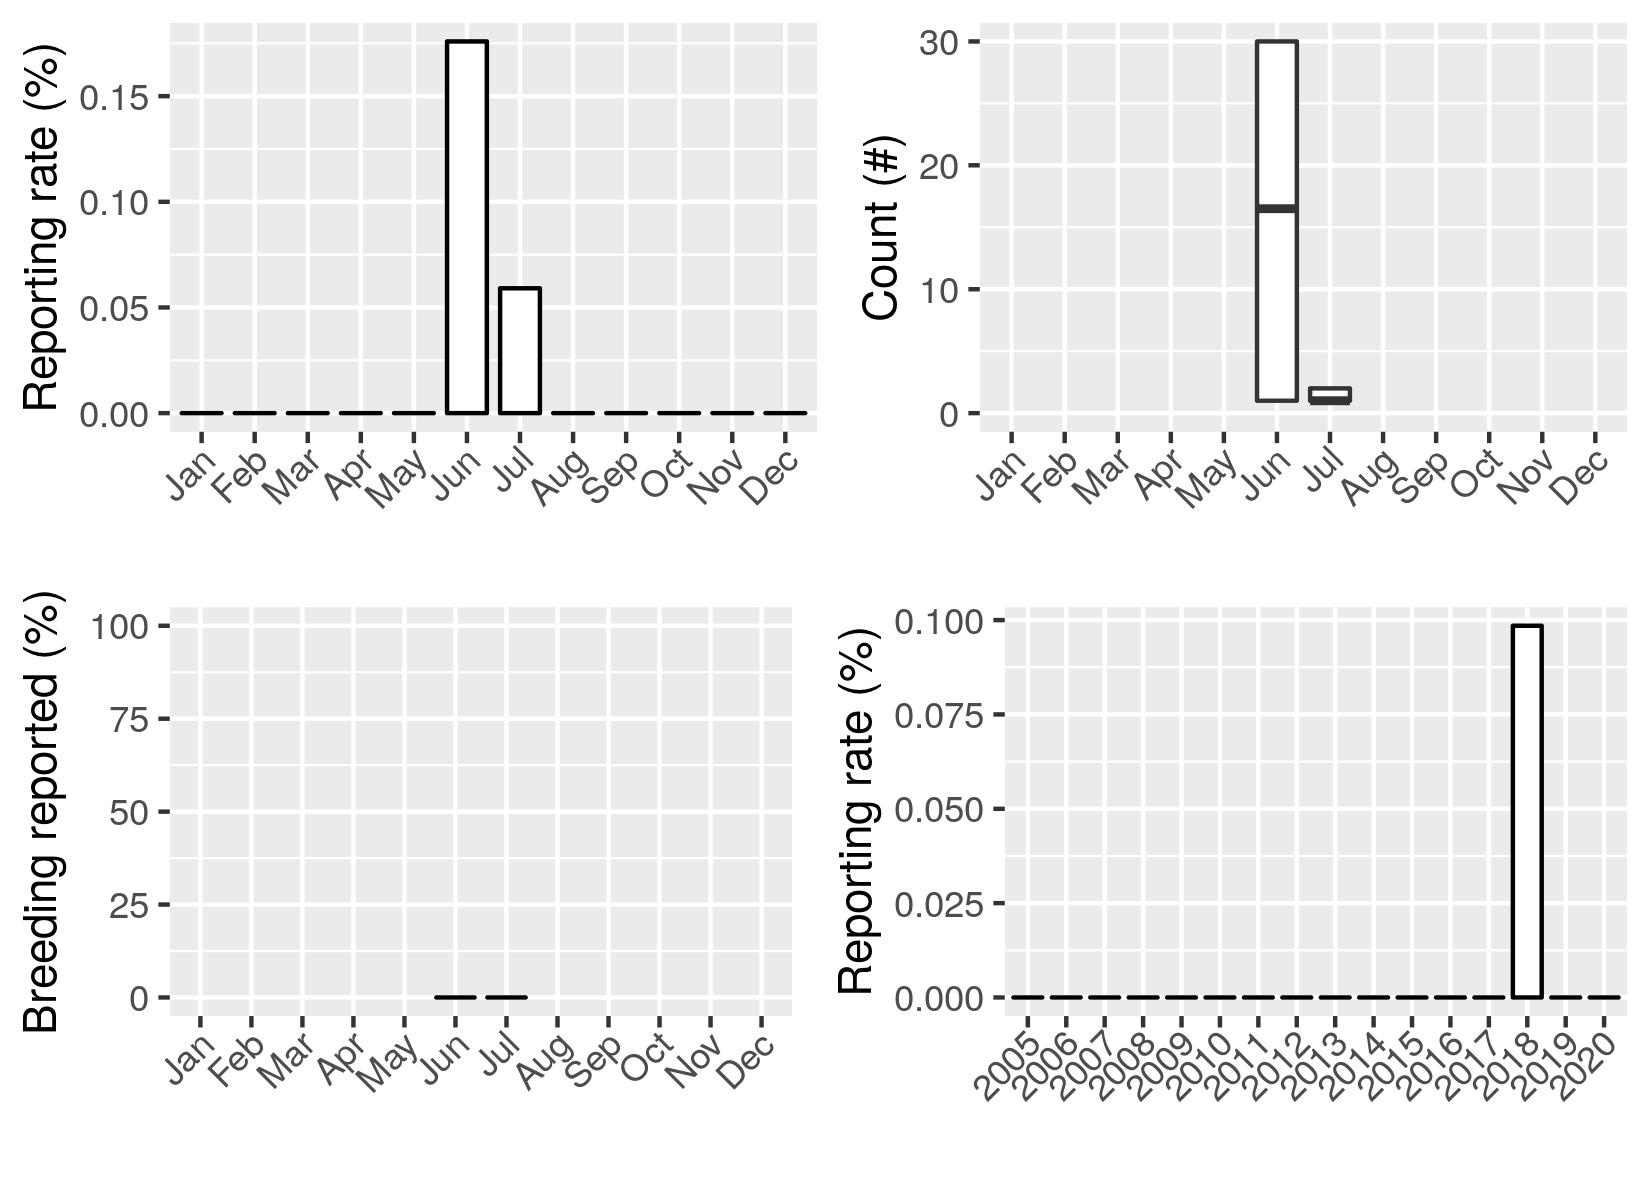 Reporting rate (%)
0.15
0.10
0.05
0.00
Jan Feb Mar Apr May Jun Jul Aug Sep Oct Nov Dec
Count (#)
30
20
10
0
Jan Feb Mar Apr May Jun Jul Aug Sep Oct Nov Dec
Breeding reported (%)
100
75
50
25
0
Jan Feb Mar Apr May Jun Jul Aug Sep Oct Nov Dec
Reporting rate (%)
0.100
0.075
0.050
0.025
0.000
2005 2006 2007 2008 2009 2010 2011 2012 2013 2014 2015 2016 2017 2018 2019 2020